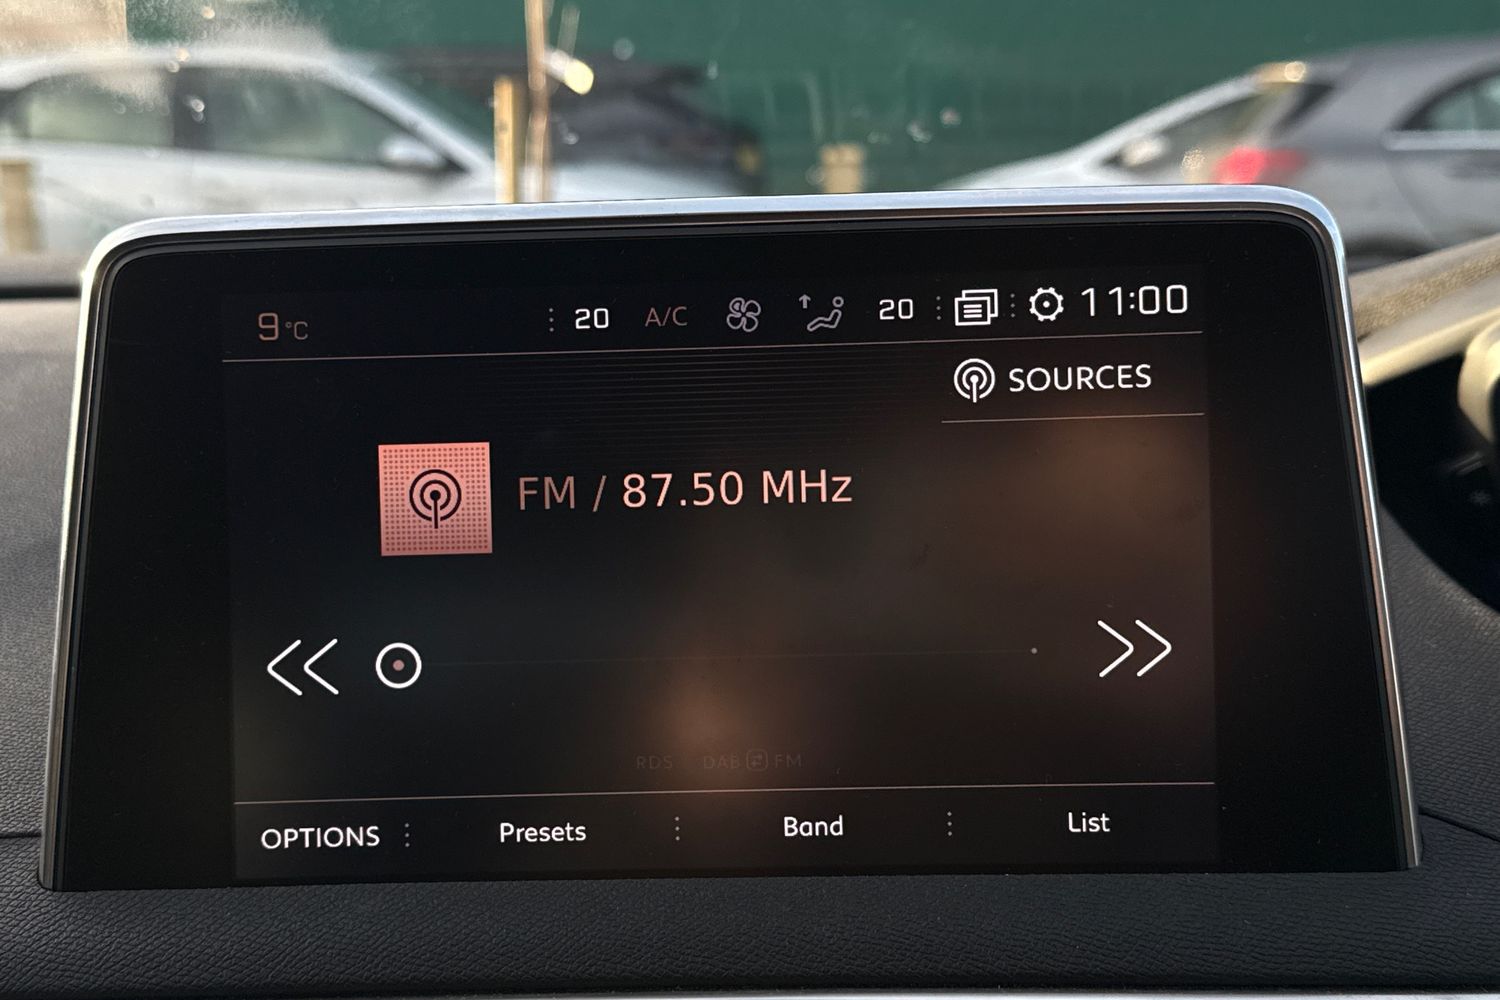 9°C 20 A/C 20 11:00
SOURCES
FM / 87.50 MHz
RDS DAB FM
OPTIONS Presets Band List